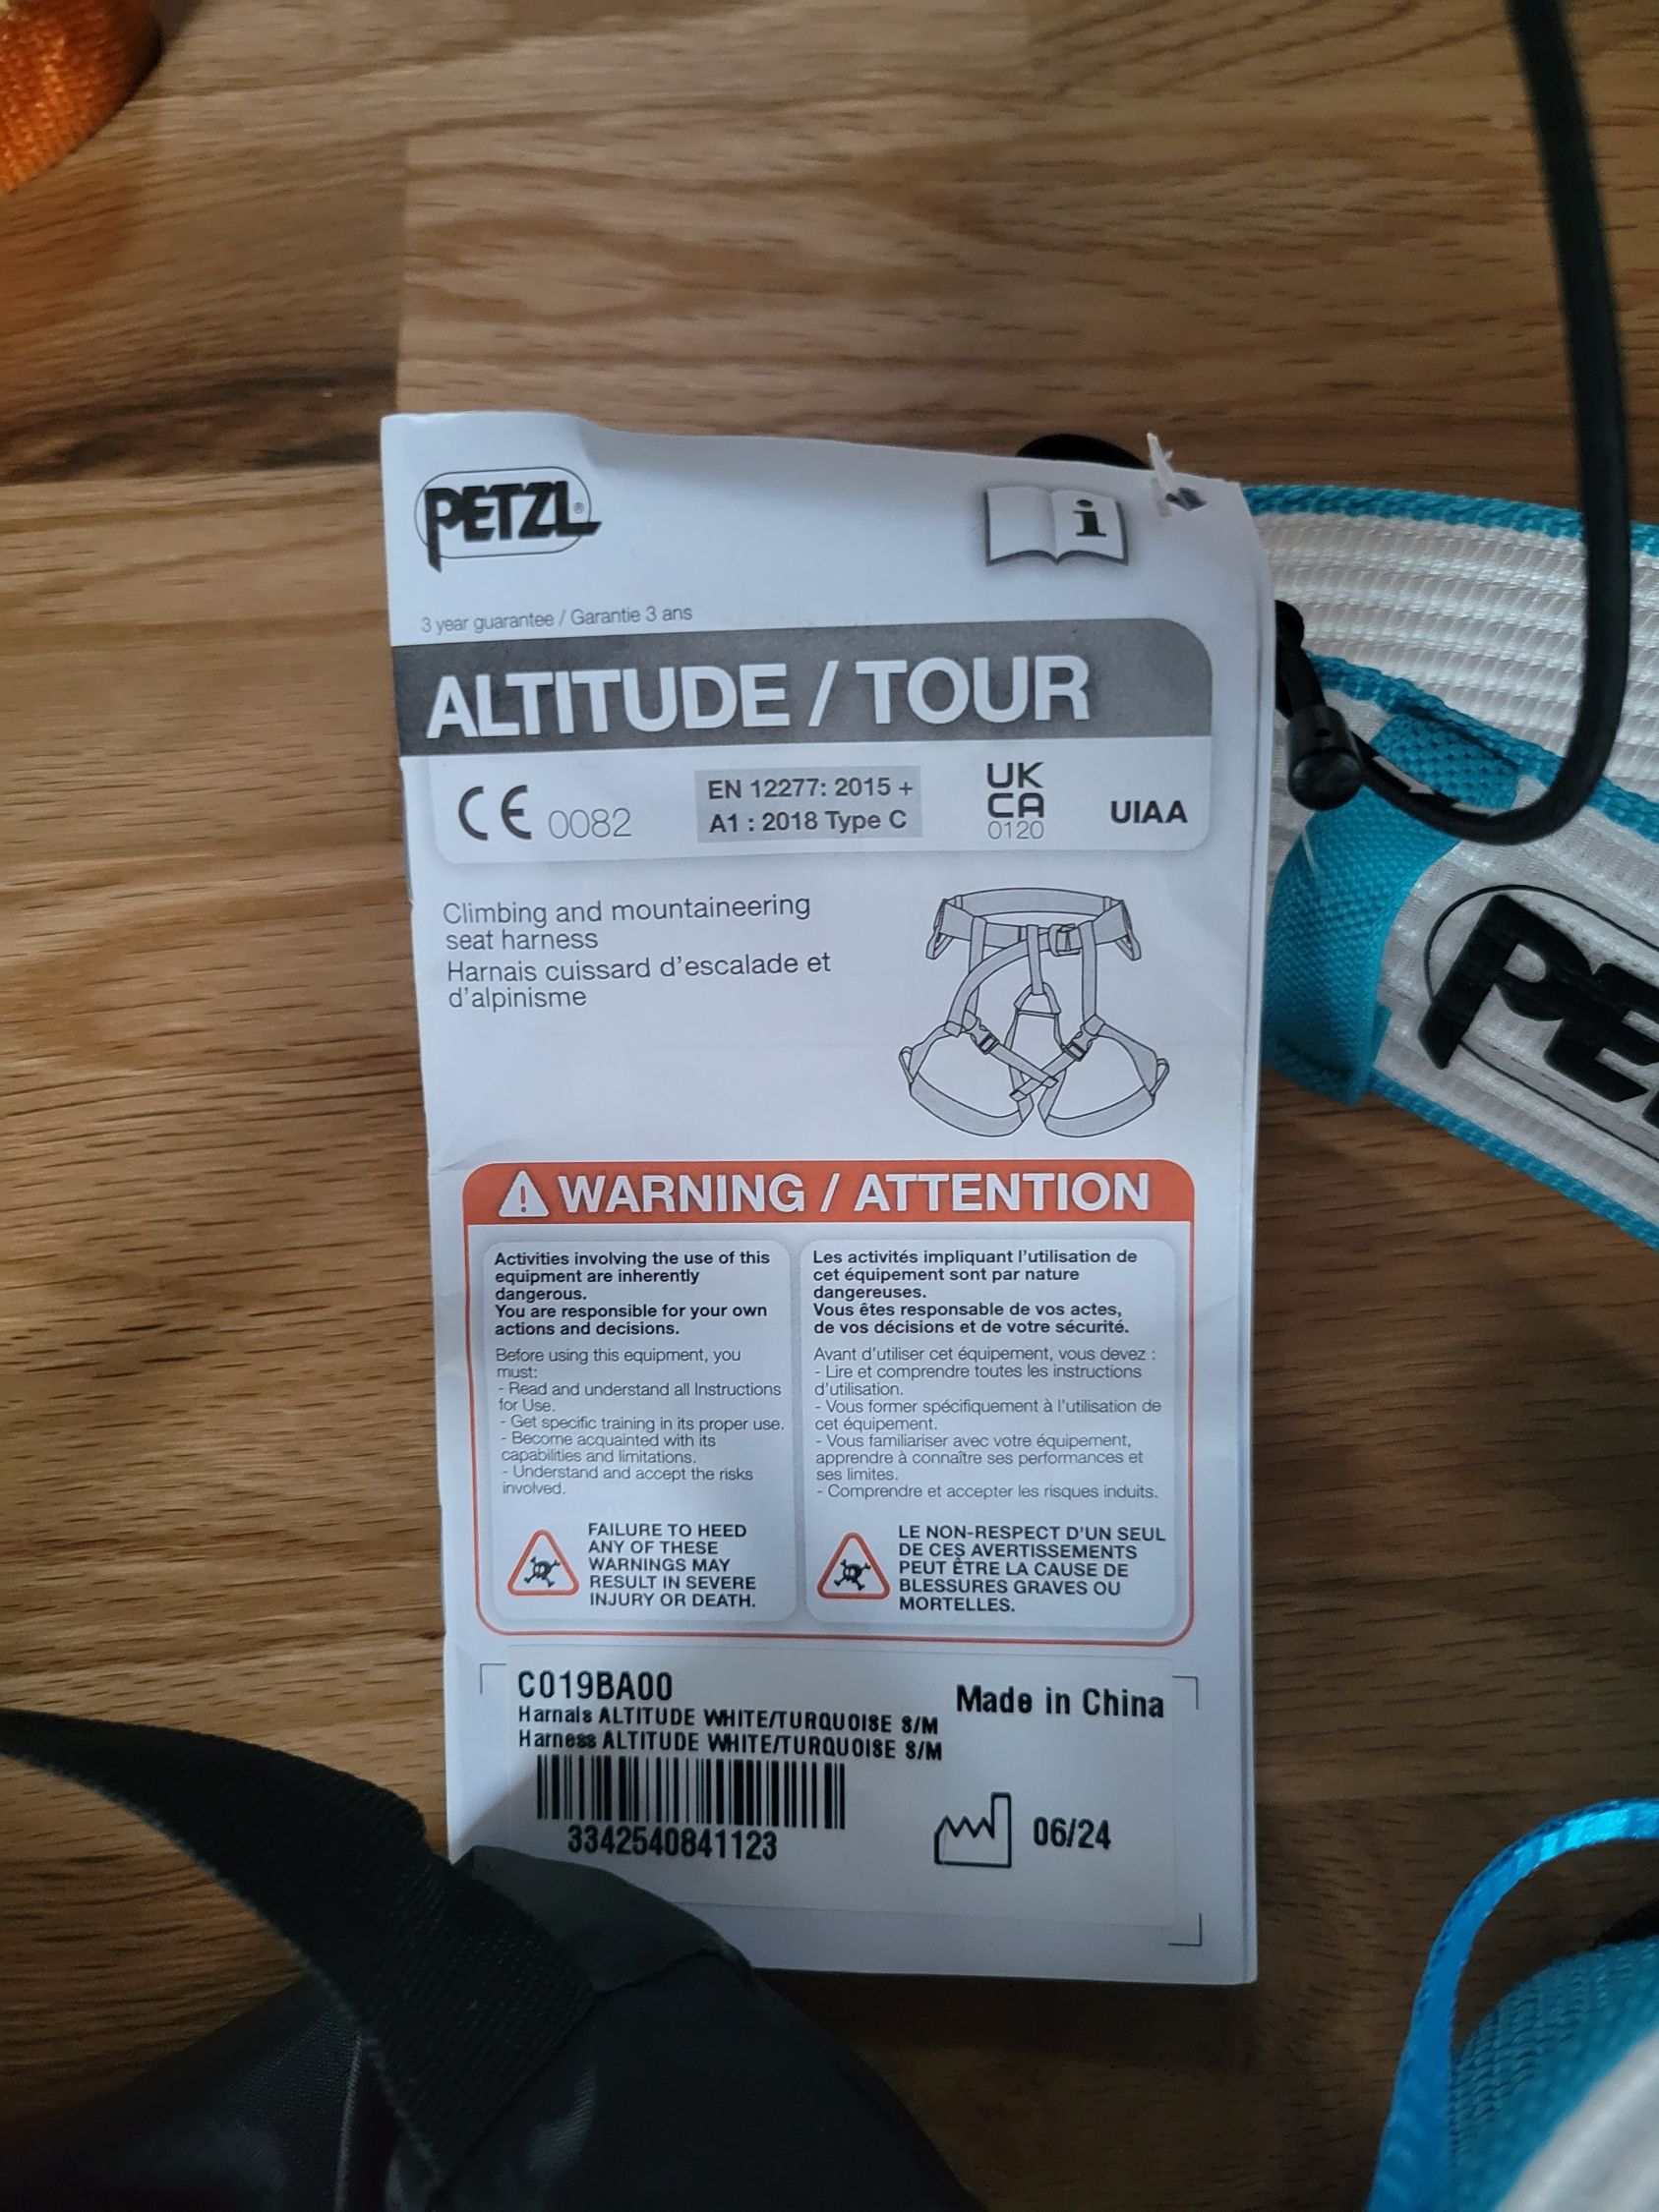 PETZL®
i
3 year guarantee / Garantie 3 ans
ALTITUDE / TOUR
CE 0082
EN 12277: 2015 +
A1 : 2018 Type C
UK
CA
0120
UIAA
Climbing and mountaineering
seat harness
Harnais cuissard d'escalade et
d'alpinisme
WARNING / ATTENTION
Activities involving the use of this
equipment are inherently
dangerous.
You are responsible for your own
actions and decisions.
Before using this equipment, you
must:
- Read and understand all Instructions
for Use.
- Get specific training in its proper use.
- Become acquainted with its
capabilities and limitations.
- Understand and accept the risks
involved.
FAILURE TO HEED
ANY OF THESE
WARNINGS MAY
RESULT IN SEVERE
INJURY OR DEATH.
Les activités impliquant l'utilisation de
cet équipement sont par nature
dangereuses.
Vous êtes responsable de vos actes,
de vos décisions et de votre sécurité.
Avant d'utiliser cet équipement, vous devez :
- Lire et comprendre toutes les instructions
d'utilisation.
- Vous former spécifiquement à l'utilisation de
cet équipement.
- Vous familiariser avec votre équipement,
apprendre à connaître ses performances et
ses limites.
- Comprendre et accepter les risques induits.
LE NON-RESPECT D'UN SEUL
DE CES AVERTISSEMENTS
PEUT ÊTRE LA CAUSE DE
BLESSURES GRAVES OU
MORTELLES.
C019BA00
Harnais ALTITUDE WHITE/TURQUOISE S/M
Harness ALTITUDE WHITE/TURQUOISE S/M
Made in China
3342540841123
06/24
PE